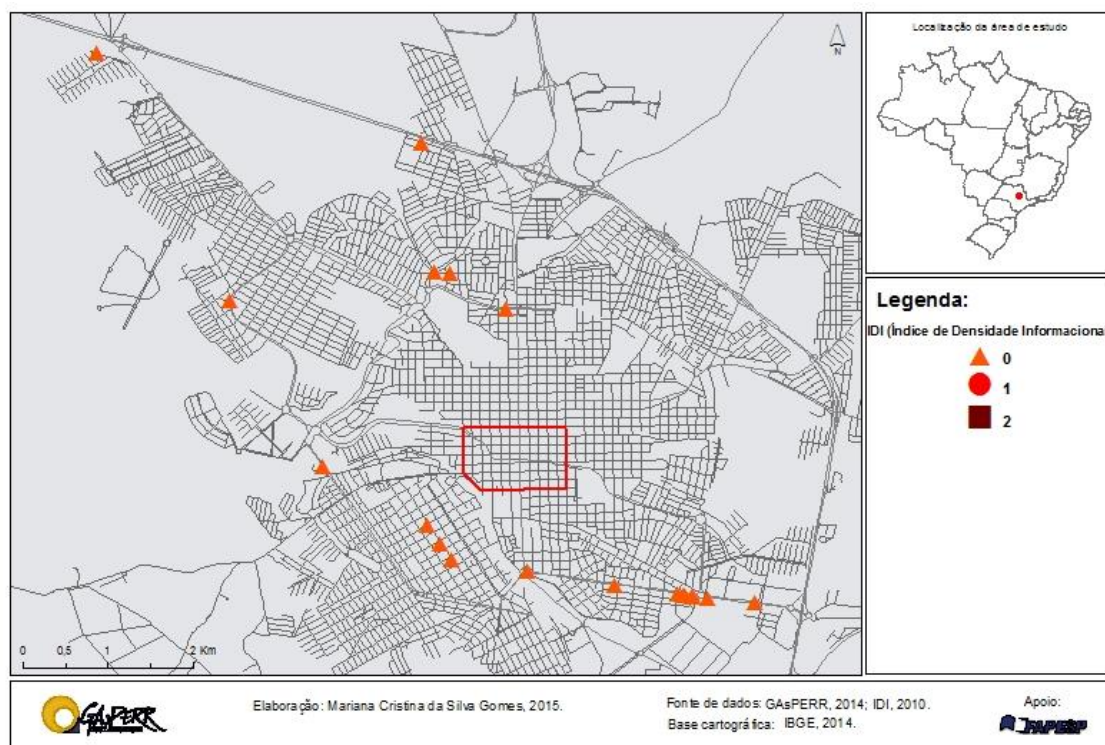 Localização da área de estudo
N
Legenda:
IDI (Índice de Densidade Informaciona
0
1
2
0 0,5 1 2 Km
GAsPERR
Elaboração: Mariana Cristina da Silva Gomes, 2015.
Fonte de dados: GAsPERR, 2014; IDI, 2010.
Base cartográfica: IBGE, 2014.
Apoio:
FAPESP